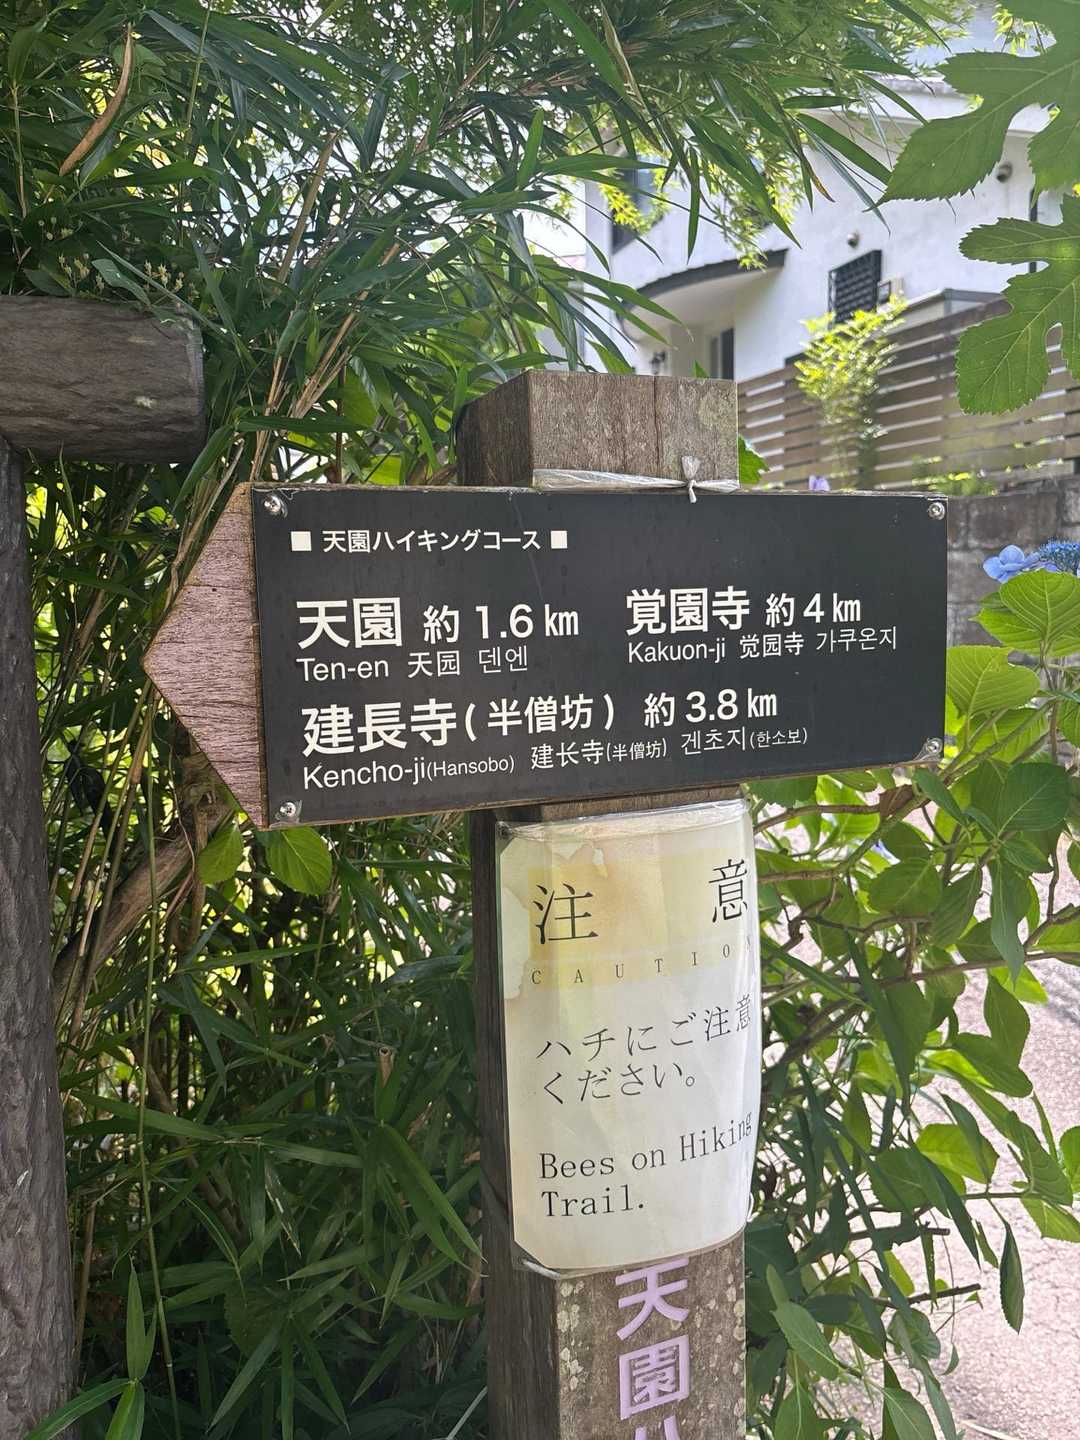 ■ 天園ハイキングコース ■
天園 約 1.6 km
Ten-en 天园 덴엔
覚園寺 約 4 km
Kakuon-ji 觉园寺 가쿠온지
建長寺(半僧坊) 約 3.8 km
Kencho-ji(Hansobo) 建长寺(半僧坊) 겐초지(한소보)
注意
CAUTION
ハチにご注意
ください。
Bees on Hiking
Trail.
天園ハ